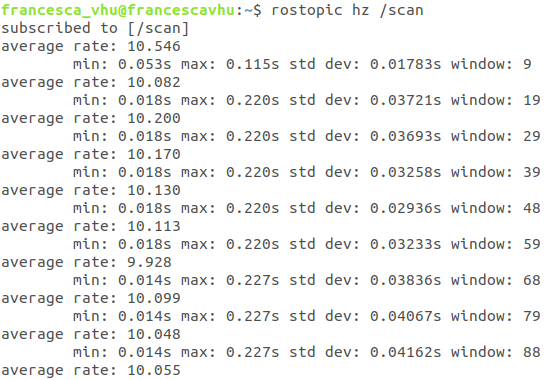 francesca_vhu@francescavhu:~$ rostopic hz /scan
subscribed to [/scan]
average rate: 10.546
        min: 0.053s max: 0.115s std dev: 0.01783s window: 9
average rate: 10.082
        min: 0.018s max: 0.220s std dev: 0.03721s window: 19
average rate: 10.200
        min: 0.018s max: 0.220s std dev: 0.03693s window: 29
average rate: 10.170
        min: 0.018s max: 0.220s std dev: 0.03258s window: 39
average rate: 10.130
        min: 0.018s max: 0.220s std dev: 0.02936s window: 48
average rate: 10.113
        min: 0.018s max: 0.220s std dev: 0.03233s window: 59
average rate: 9.928
        min: 0.014s max: 0.227s std dev: 0.03836s window: 68
average rate: 10.099
        min: 0.014s max: 0.227s std dev: 0.04067s window: 79
average rate: 10.048
        min: 0.014s max: 0.227s std dev: 0.04162s window: 88
average rate: 10.055